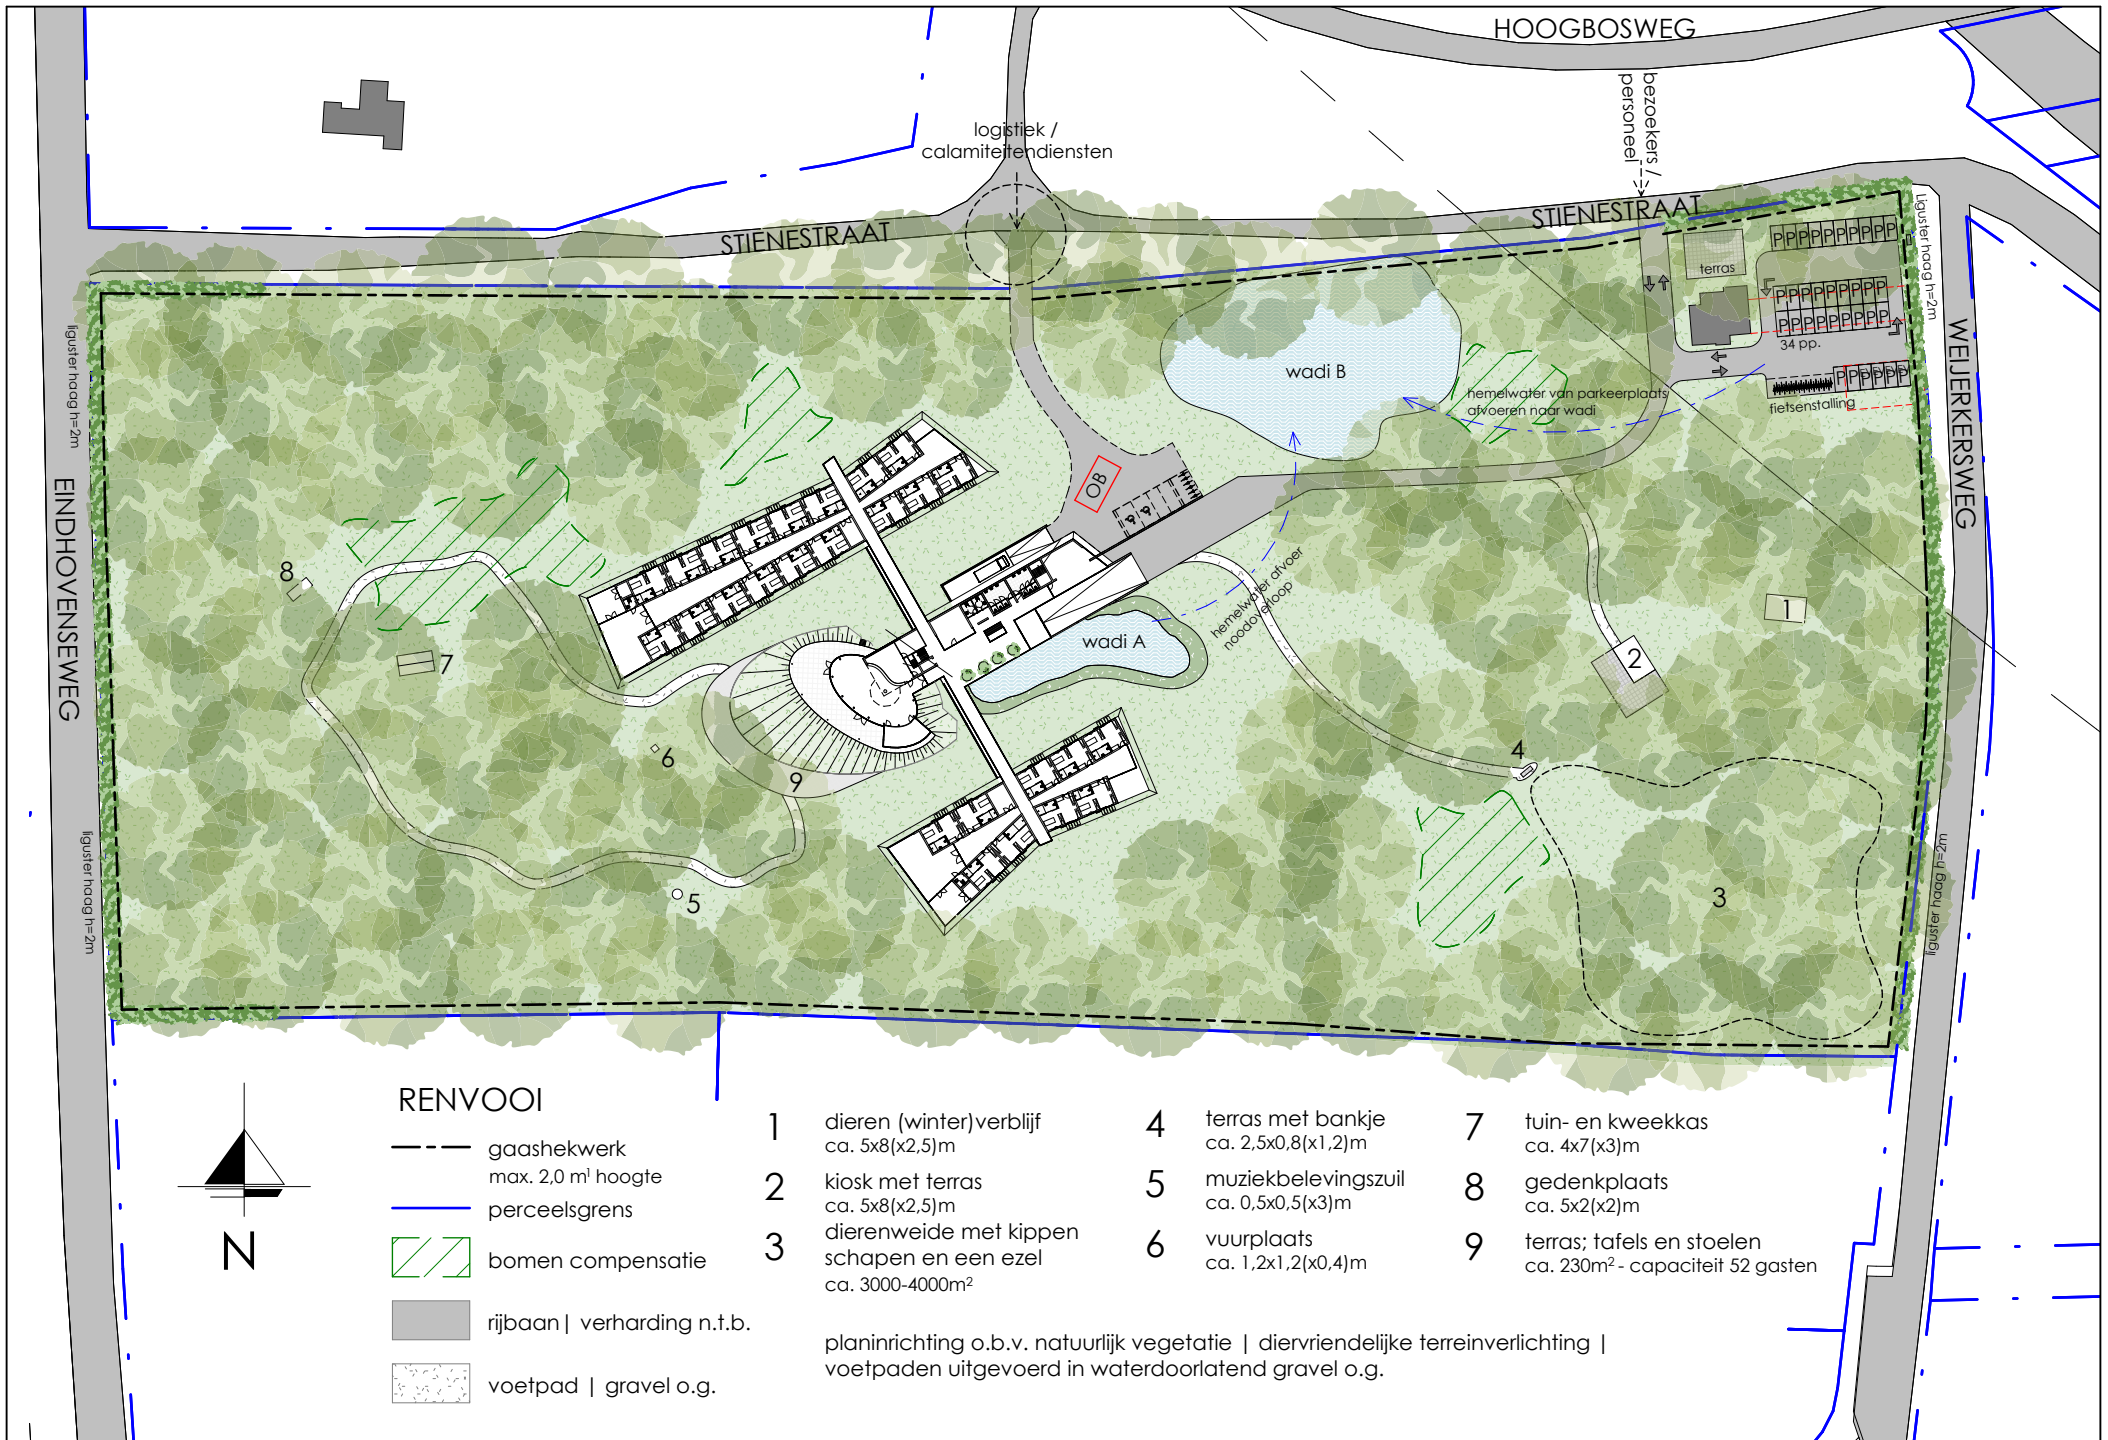 HOOGBOSWEG
bezoekers /
personeel
logistiek /
calamiteitendiensten
STIENESTRAAT
STIENESTRAAT
Liguster haag h=2m
terras
PPPPPPPPPP
PPPPPPPPP
PPPPPPPPP
34 pp.
PPPPPP
fietsenstalling
WEIJERKERSWEG
liguster haag h=2m
EINDHOVENSEWEG
wadi B
hemelwater van parkeerplaats
afvoeren naar wadi
OB
hemelwater afvoer
noodoverloop
wadi A
8
7
6
9
5
1
2
4
3
liguster haag h=2m
liguster haag h=2m
RENVOOI
gaashekwerk
max. 2,0 m¹ hoogte
perceelsgrens
bomen compensatie
rijbaan | verharding n.t.b.
voetpad | gravel o.g.
N
1 dieren (winter)verblijf
ca. 5x8(x2,5)m
2 kiosk met terras
ca. 5x8(x2,5)m
3 dierenweide met kippen
schapen en een ezel
ca. 3000-4000m²
4 terras met bankje
ca. 2,5x0,8(x1,2)m
5 muziekbelevingszuil
ca. 0,5x0,5(x3)m
6 vuurplaats
ca. 1,2x1,2(x0,4)m
7 tuin- en kweekkas
ca. 4x7(x3)m
8 gedenkplaats
ca. 5x2(x2)m
9 terras; tafels en stoelen
ca. 230m² - capaciteit 52 gasten
planinrichting o.b.v. natuurlijk vegetatie | diervriendelijke terreinverlichting |
voetpaden uitgevoerd in waterdoorlatend gravel o.g.